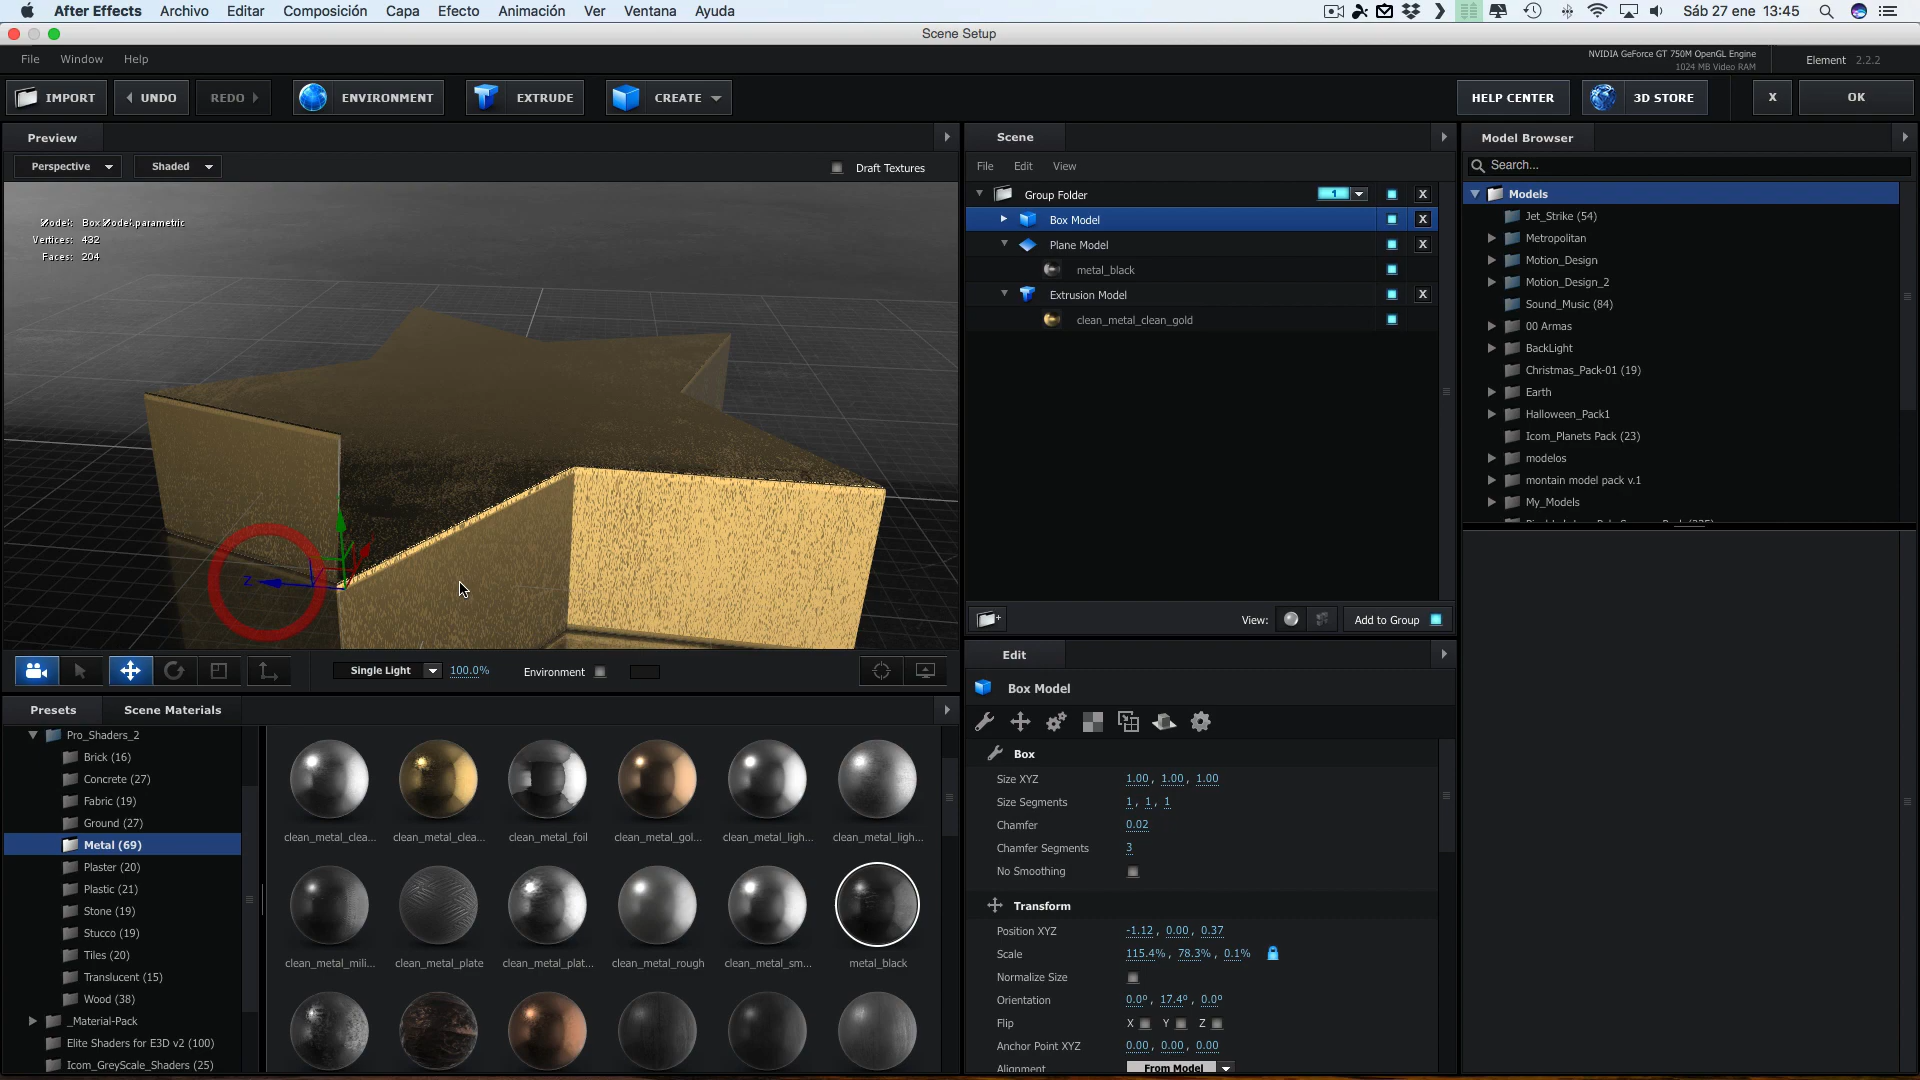 After Effects Archivo Editar Composición Capa Efecto Animación Ver Ventana Ayuda Sáb 27 ene 13:45
Scene Setup
File Window Help
NVIDIA GeForce GT 750M OpenGL Engine
1024 MB Video RAM
Element 2.2.2
IMPORT UNDO REDO ENVIRONMENT EXTRUDE CREATE HELP CENTER 3D STORE X OK
Preview
Perspective Shaded Draft Textures
Model: Box Model.parametric
Vertices: 432
Faces: 204
Z
Single Light 100.0% Environment
Scene
File Edit View
Group Folder 1 X
Box Model X
Plane Model X
metal_black
Extrusion Model X
clean_metal_clean_gold
View: Add to Group
Model Browser
Search...
Models
Jet_Strike (54)
Metropolitan
Motion_Design
Motion_Design_2
Sound_Music (84)
00 Armas
BackLight
Christmas_Pack-01 (19)
Earth
Halloween_Pack1
Icom_Planets Pack (23)
modelos
montain model pack v.1
My_Models
Presets Scene Materials
Pro_Shaders_2
Brick (16)
Concrete (27)
Fabric (19)
Ground (27)
Metal (69)
Plaster (20)
Plastic (21)
Stone (19)
Stucco (19)
Tiles (20)
Translucent (15)
Wood (38)
_Material-Pack
Elite Shaders for E3D v2 (100)
Icom_GreyScale_Shaders (25)
clean_metal_clea... clean_metal_clea... clean_metal_foil clean_metal_gol... clean_metal_ligh... clean_metal_ligh...
clean_metal_mili... clean_metal_plate clean_metal_plat... clean_metal_rough clean_metal_sm... metal_black
Edit
Box Model
Box
Size XYZ 1.00, 1.00, 1.00
Size Segments 1, 1, 1
Chamfer 0.02
Chamfer Segments 3
No Smoothing
Transform
Position XYZ -1.12, 0.00, 0.37
Scale 115.4%, 78.3%, 0.1%
Normalize Size
Orientation 0.0º, 17.4º, 0.0º
Flip X Y Z
Anchor Point XYZ 0.00, 0.00, 0.00
Alignment From Model